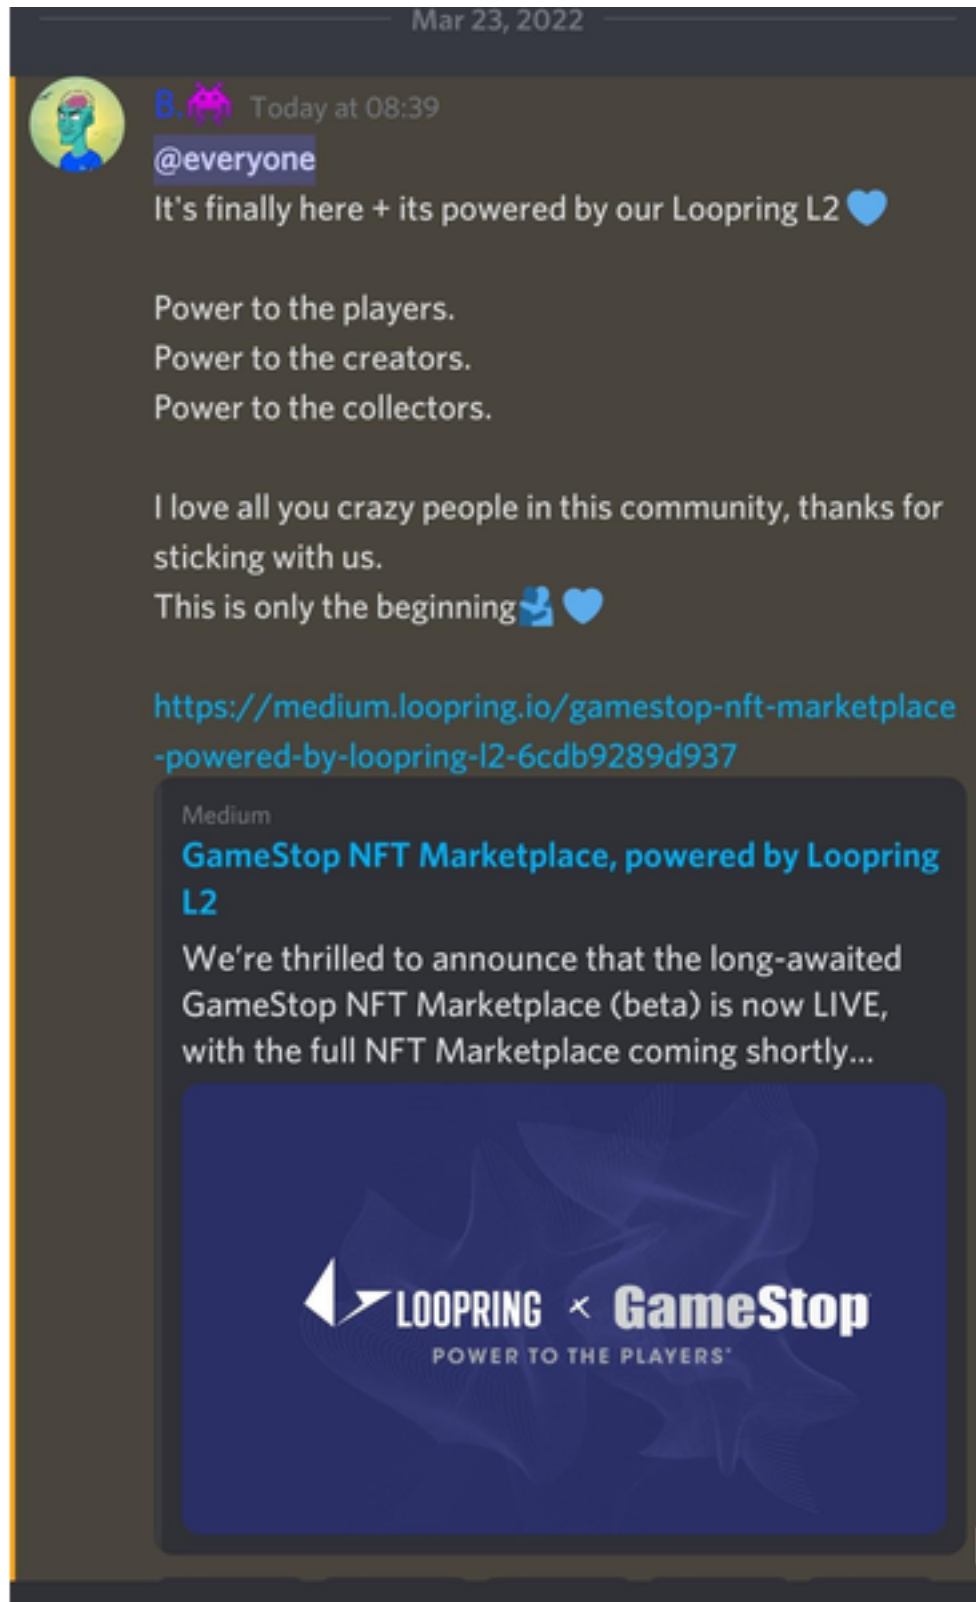 Mar 23, 2022
B.👾 Today at 08:39
@everyone
It's finally here + its powered by our Loopring L2 💙
Power to the players.
Power to the creators.
Power to the collectors.
I love all you crazy people in this community, thanks for
sticking with us.
This is only the beginning🫂 💙
https://medium.loopring.io/gamestop-nft-marketplace
-powered-by-loopring-l2-6cdb9289d937
Medium
GameStop NFT Marketplace, powered by Loopring
L2
We're thrilled to announce that the long-awaited
GameStop NFT Marketplace (beta) is now LIVE,
with the full NFT Marketplace coming shortly...
LOOPRING × GameStop
POWER TO THE PLAYERS